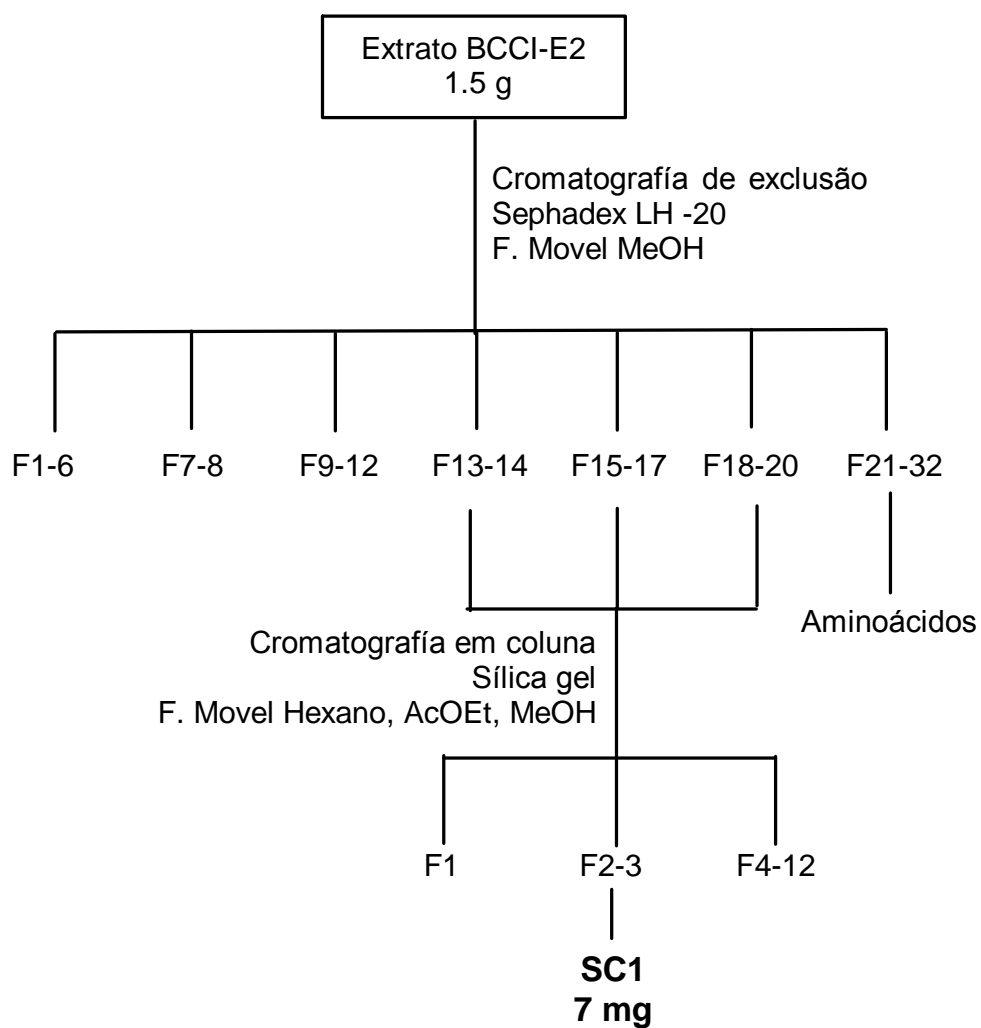 Extrato BCCI-E2
1.5 g
Cromatografía de exclusão
Sephadex LH -20
F. Movel MeOH
F1-6 F7-8 F9-12 F13-14 F15-17 F18-20 F21-32
Aminoácidos
Cromatografía em coluna
Sílica gel
F. Movel Hexano, AcOEt, MeOH
F1 F2-3 F4-12
SC1
7 mg